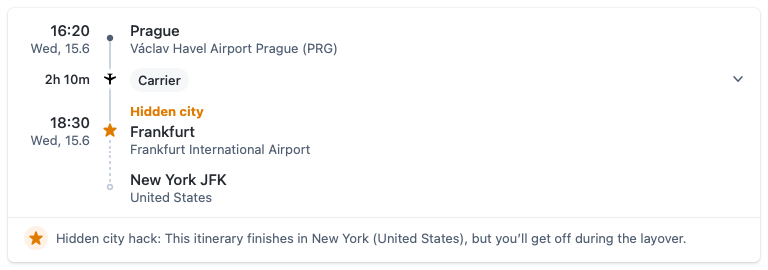 16:20 Prague
Wed, 15.6 Václav Havel Airport Prague (PRG)
2h 10m Carrier
Hidden city
18:30 Frankfurt
Wed, 15.6 Frankfurt International Airport
New York JFK
United States
Hidden city hack: This itinerary finishes in New York (United States), but you’ll get off during the layover.